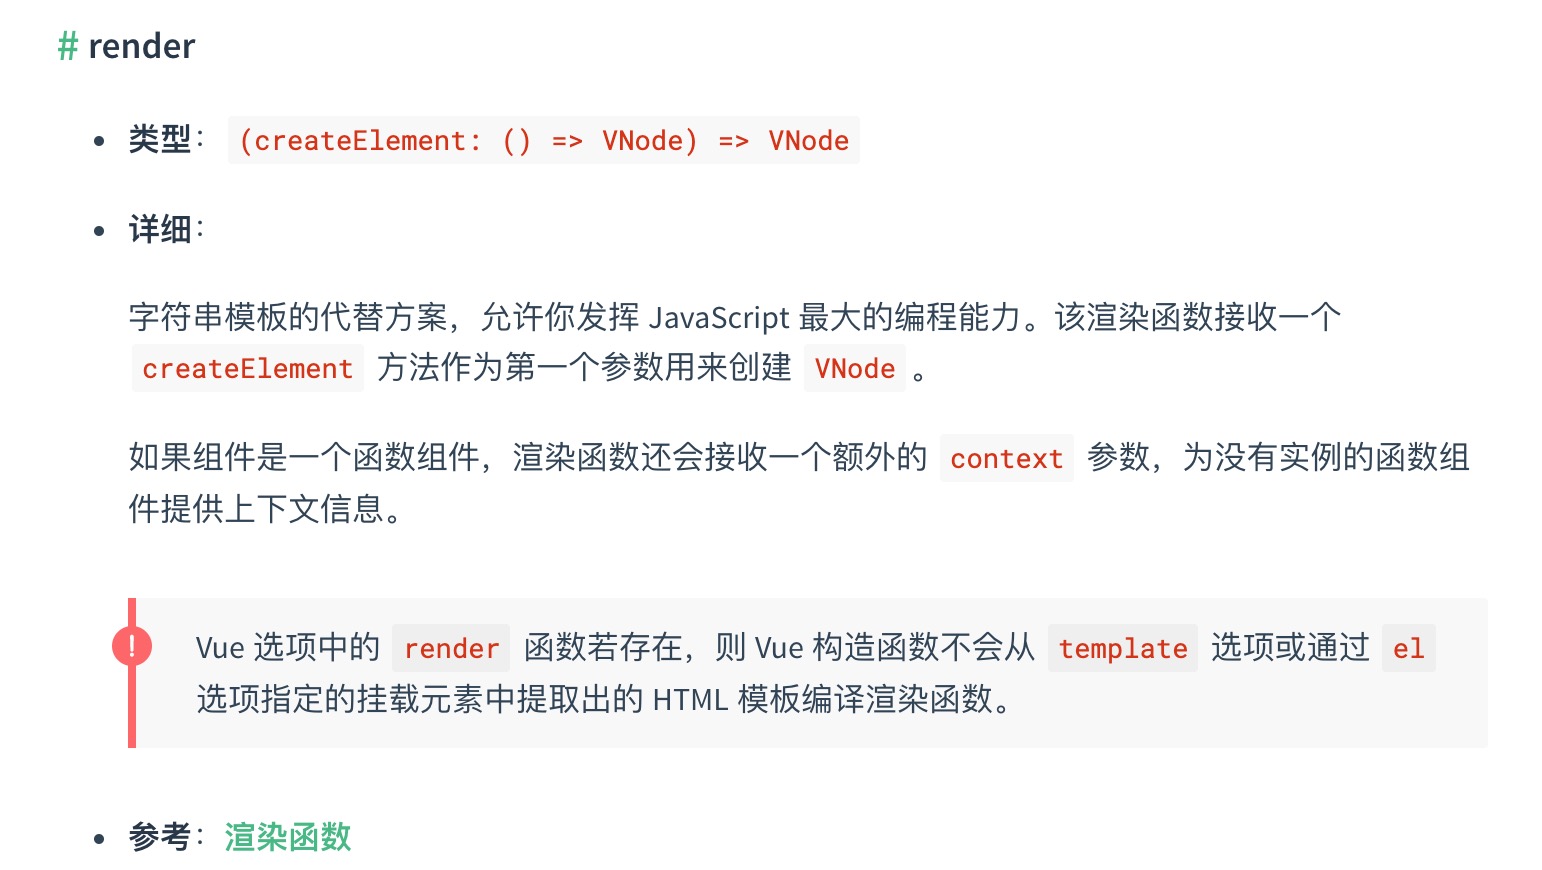 # render
类型： (createElement: () => VNode) => VNode
详细：
字符串模板的代替方案，允许你发挥 JavaScript 最大的编程能力。该渲染函数接收一个
createElement 方法作为第一个参数用来创建 VNode 。
如果组件是一个函数组件，渲染函数还会接收一个额外的 context 参数，为没有实例的函数组
件提供上下文信息。
! Vue 选项中的 render 函数若存在，则 Vue 构造函数不会从 template 选项或通过 el
选项指定的挂载元素中提取出的 HTML 模板编译渲染函数。
参考：渲染函数